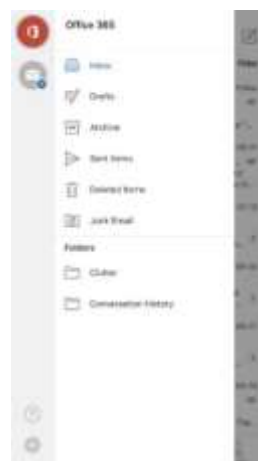 Office 365
Inbox
Drafts
Archive
Sent Items
Deleted Items
Junk Email
Folders
Clutter
Conversation History